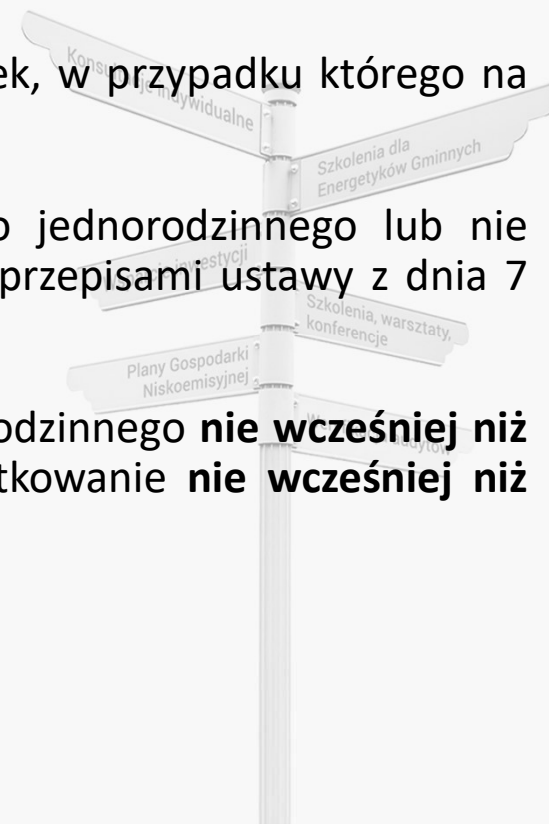 ek, w przypadku którego na
o jednorodzinnego lub nie
przepisami ustawy z dnia 7
odzinnego nie wcześniej niż
tkowanie nie wcześniej niż
Konsultacje indywidualne
Szkolenia dla
Energetyków Gminnych
inwestycji
Szkolenia, warsztaty,
konferencje
Plany Gospodarki
Niskoemisyjnej